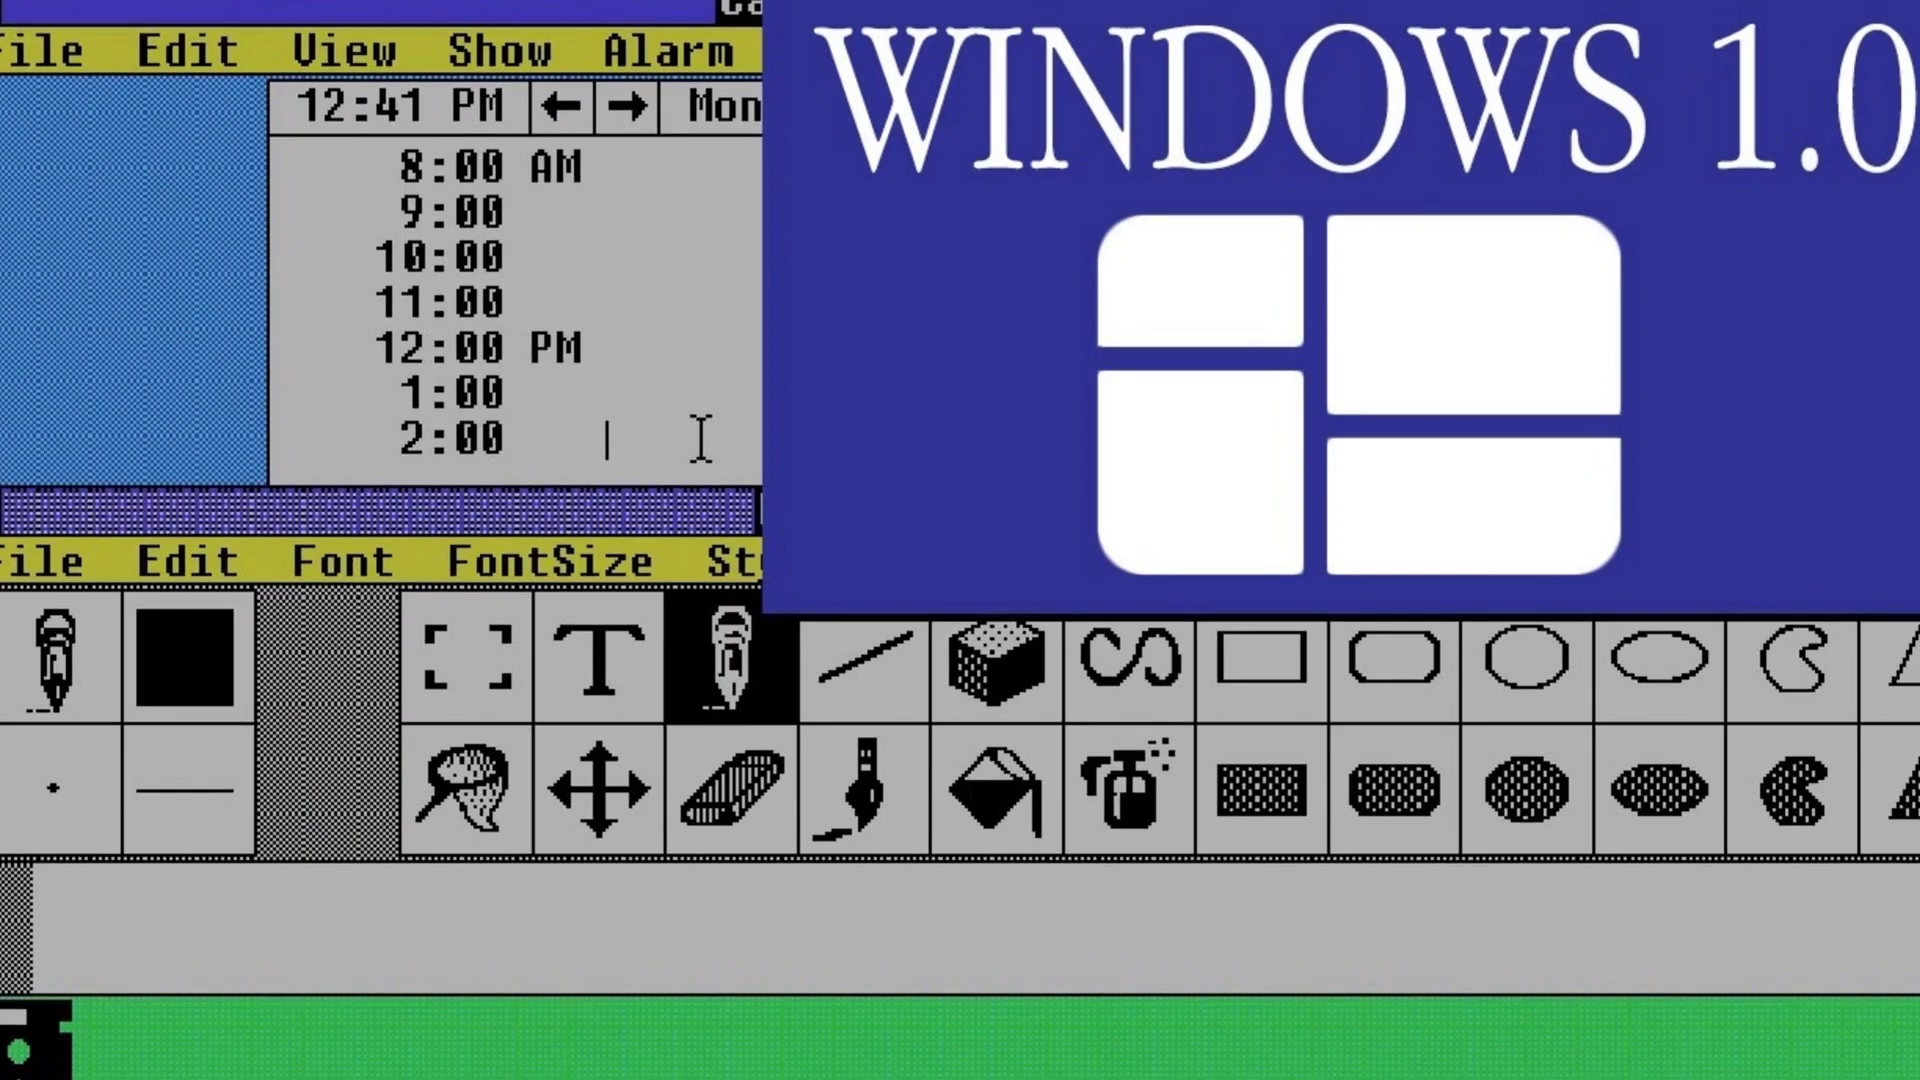 File Edit View Show Alarm
WINDOWS 1.0
12:41 PM ← → Mon
8:00 AM
9:00
10:00
11:00
12:00 PM
1:00
2:00
File Edit Font FontSize
T